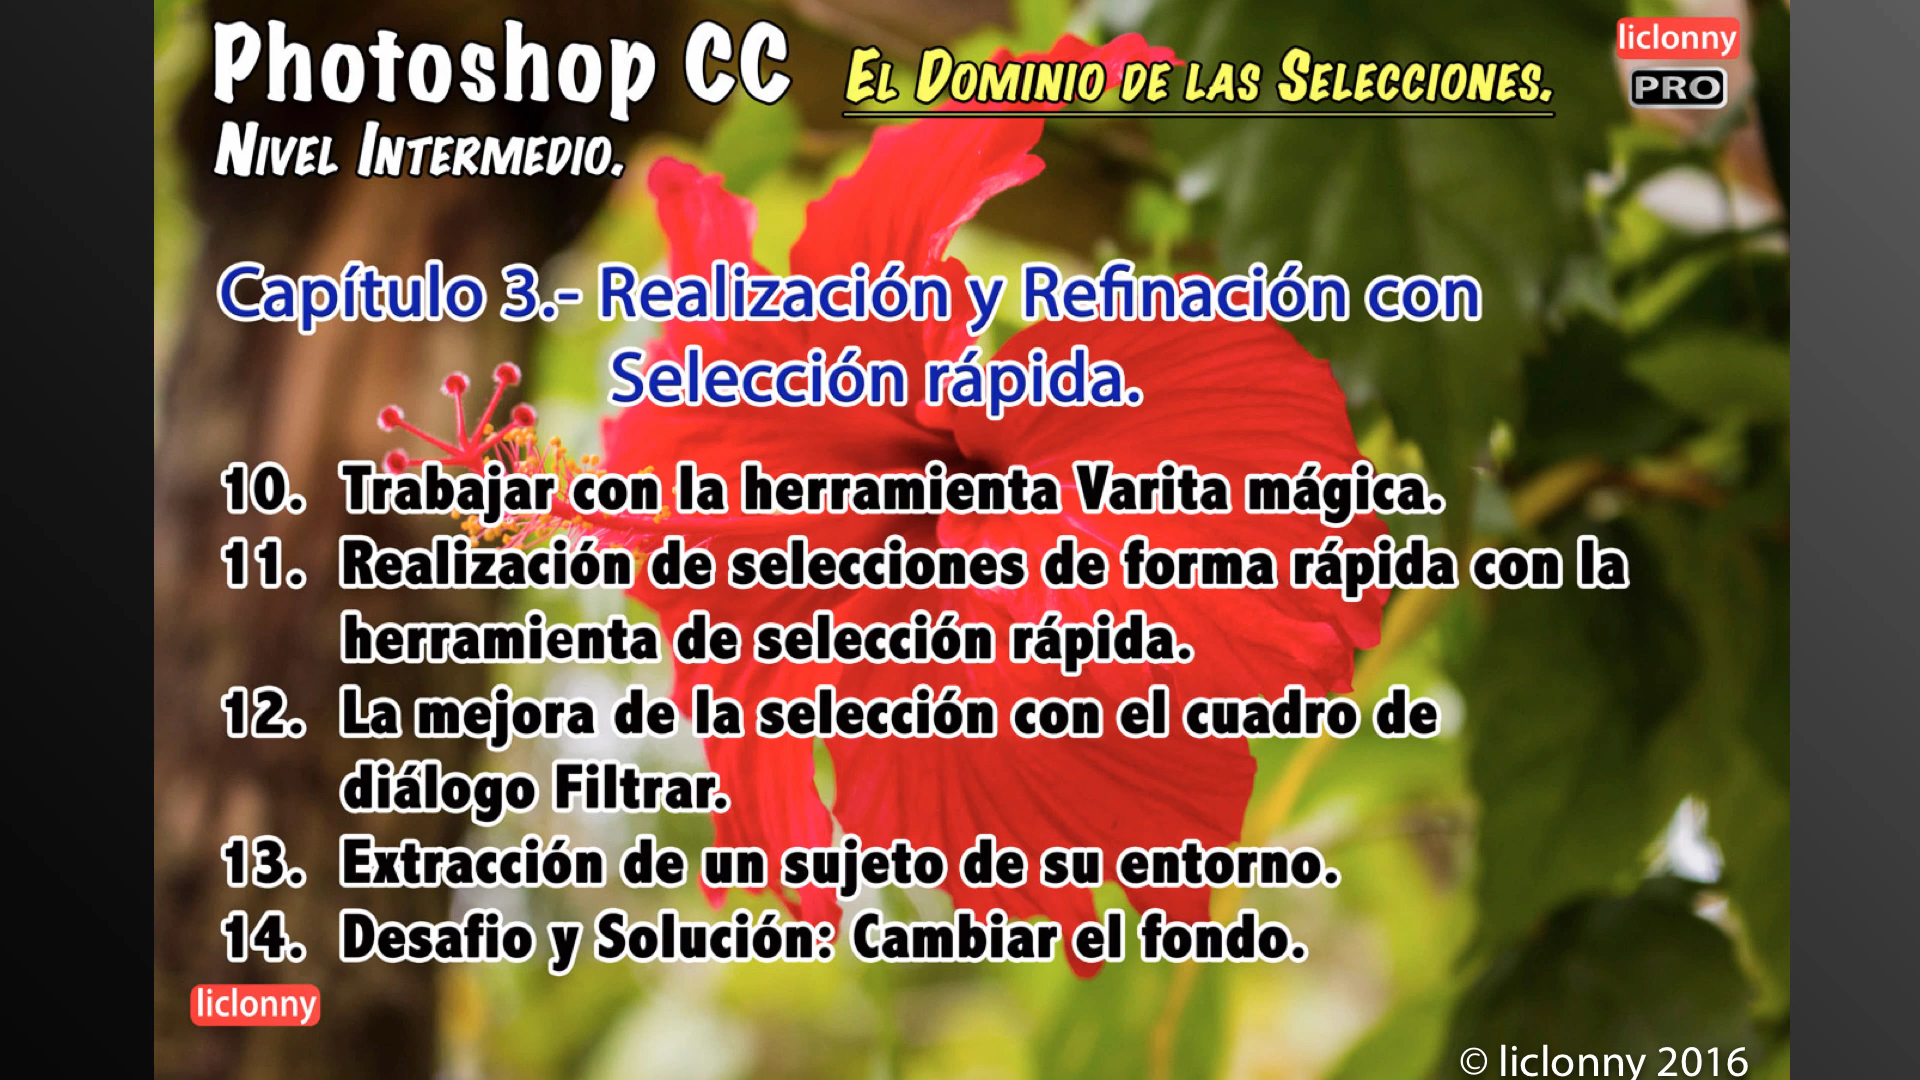 Photoshop CC El Dominio de las Selecciones.
Nivel Intermedio.
liclonny
PRO
Capítulo 3.- Realización y Refinación con
Selección rápida.
10. Trabajar con la herramienta Varita mágica.
11. Realización de selecciones de forma rápida con la
herramienta de selección rápida.
12. La mejora de la selección con el cuadro de
diálogo Filtrar.
13. Extracción de un sujeto de su entorno.
14. Desafio y Solución: Cambiar el fondo.
liclonny
© liclonny 2016